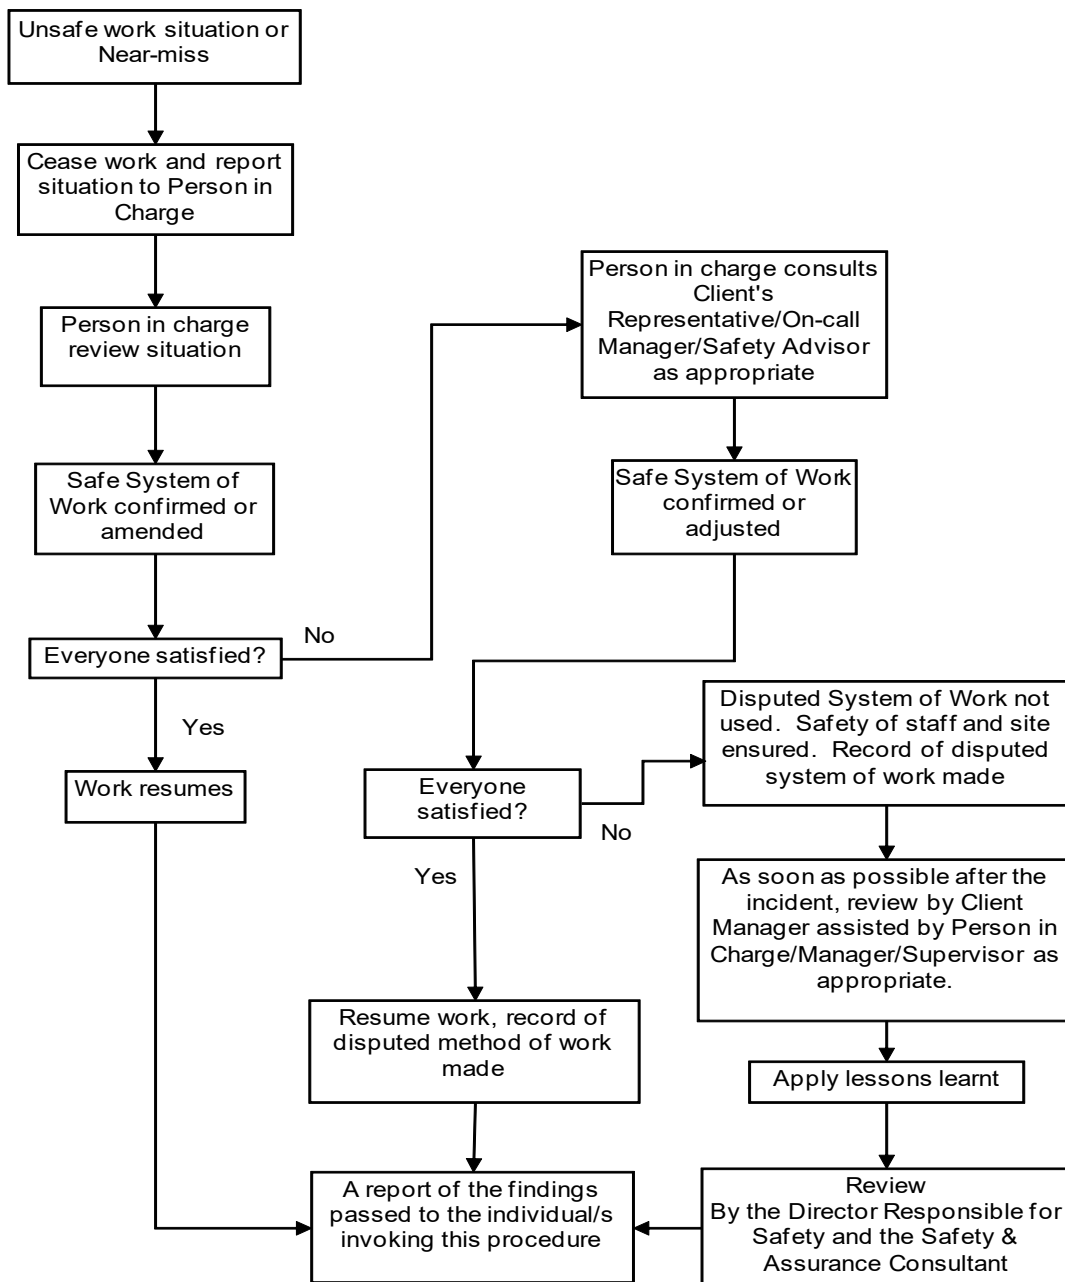 Unsafe work situation or
Near-miss
Cease work and report
situation to Person in
Charge
Person in charge
review situation
Safe System of
Work confirmed or
amended
Everyone satisfied?
No
Yes
Work resumes
Person in charge consults
Client's
Representative/On-call
Manager/Safety Advisor
as appropriate
Safe System of Work
confirmed or
adjusted
Everyone
satisfied?
No
Yes
Resume work, record of
disputed method of work
made
Disputed System of Work not
used. Safety of staff and site
ensured. Record of disputed
system of work made
As soon as possible after the
incident, review by Client
Manager assisted by Person in
Charge/Manager/Supervisor as
appropriate.
Apply lessons learnt
Review
By the Director Responsible for
Safety and the Safety &
Assurance Consultant
A report of the findings
passed to the individual/s
invoking this procedure